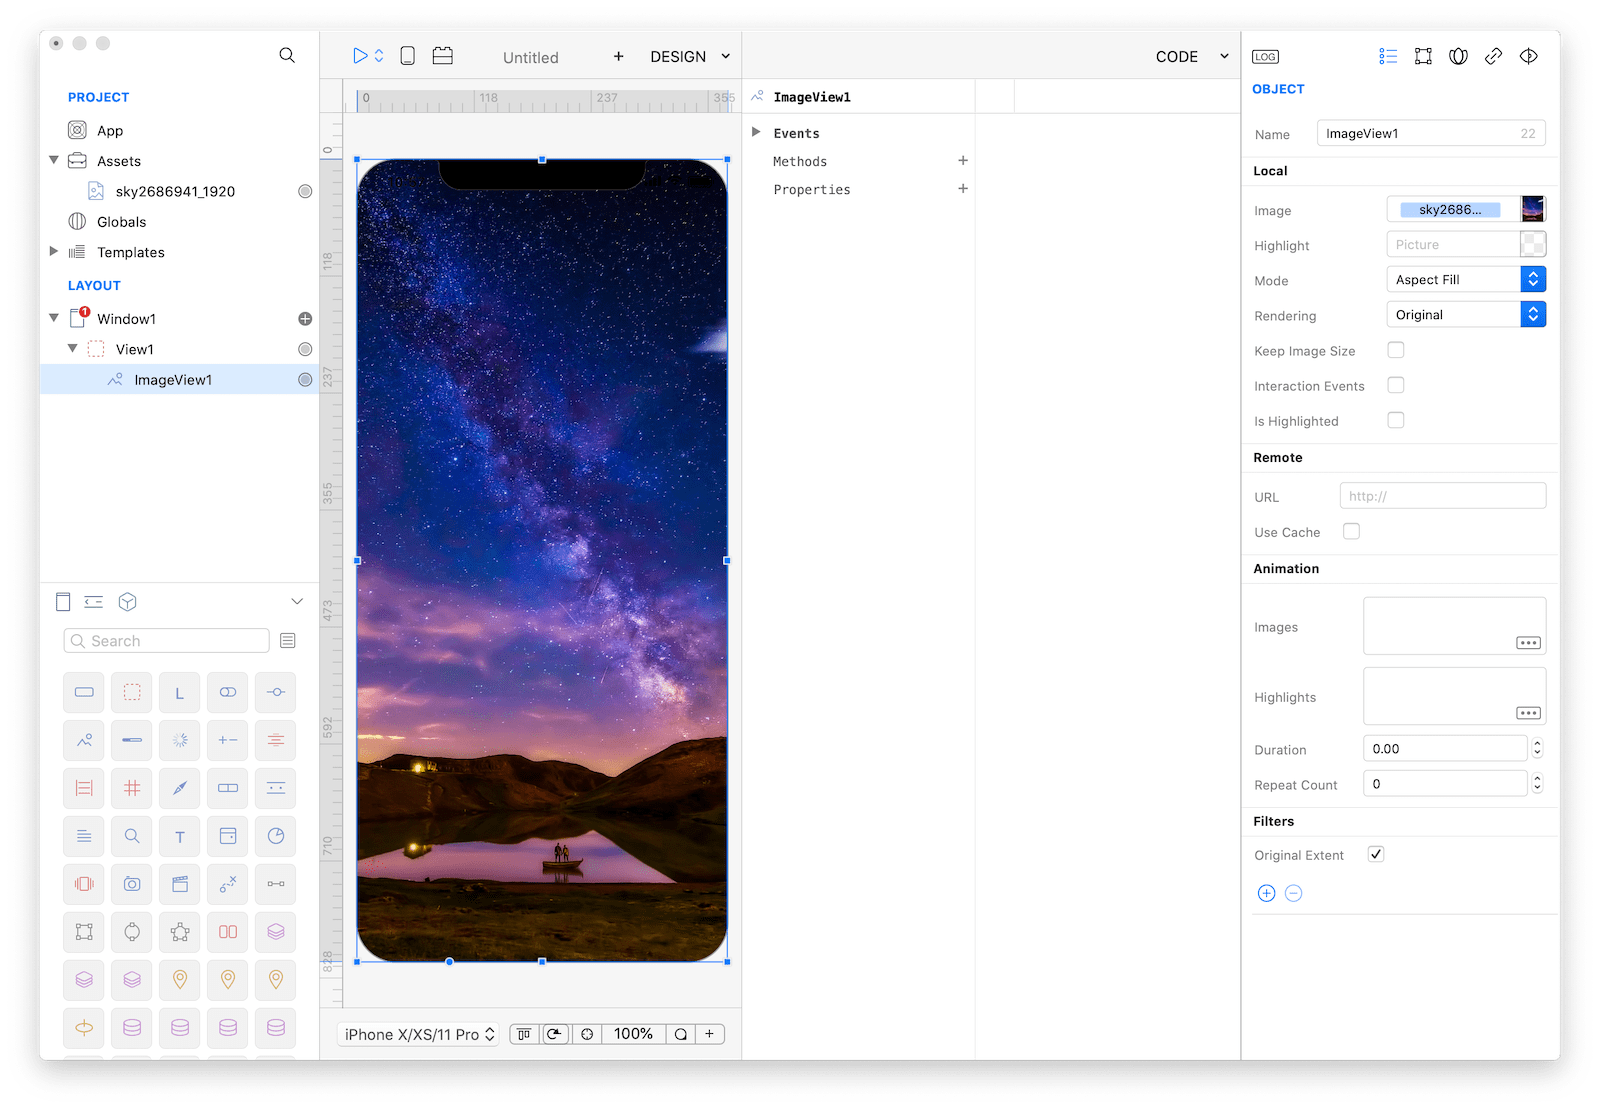 PROJECT
App
Assets
sky2686941_1920
Globals
Templates
LAYOUT
1
Window1
View1
ImageView1
Search
L
T
Untitled
+
DESIGN
0
118
237
355
0
118
237
355
473
592
710
828
iPhone X/XS/11 Pro
100%
+
CODE
ImageView1
Events
Methods
+
Properties
+
LOG
OBJECT
Name
ImageView1
22
Local
Image
sky2686...
Highlight
Picture
Mode
Aspect Fill
Rendering
Original
Keep Image Size
Interaction Events
Is Highlighted
Remote
URL
http://
Use Cache
Animation
Images
Highlights
Duration
0.00
Repeat Count
0
Filters
Original Extent